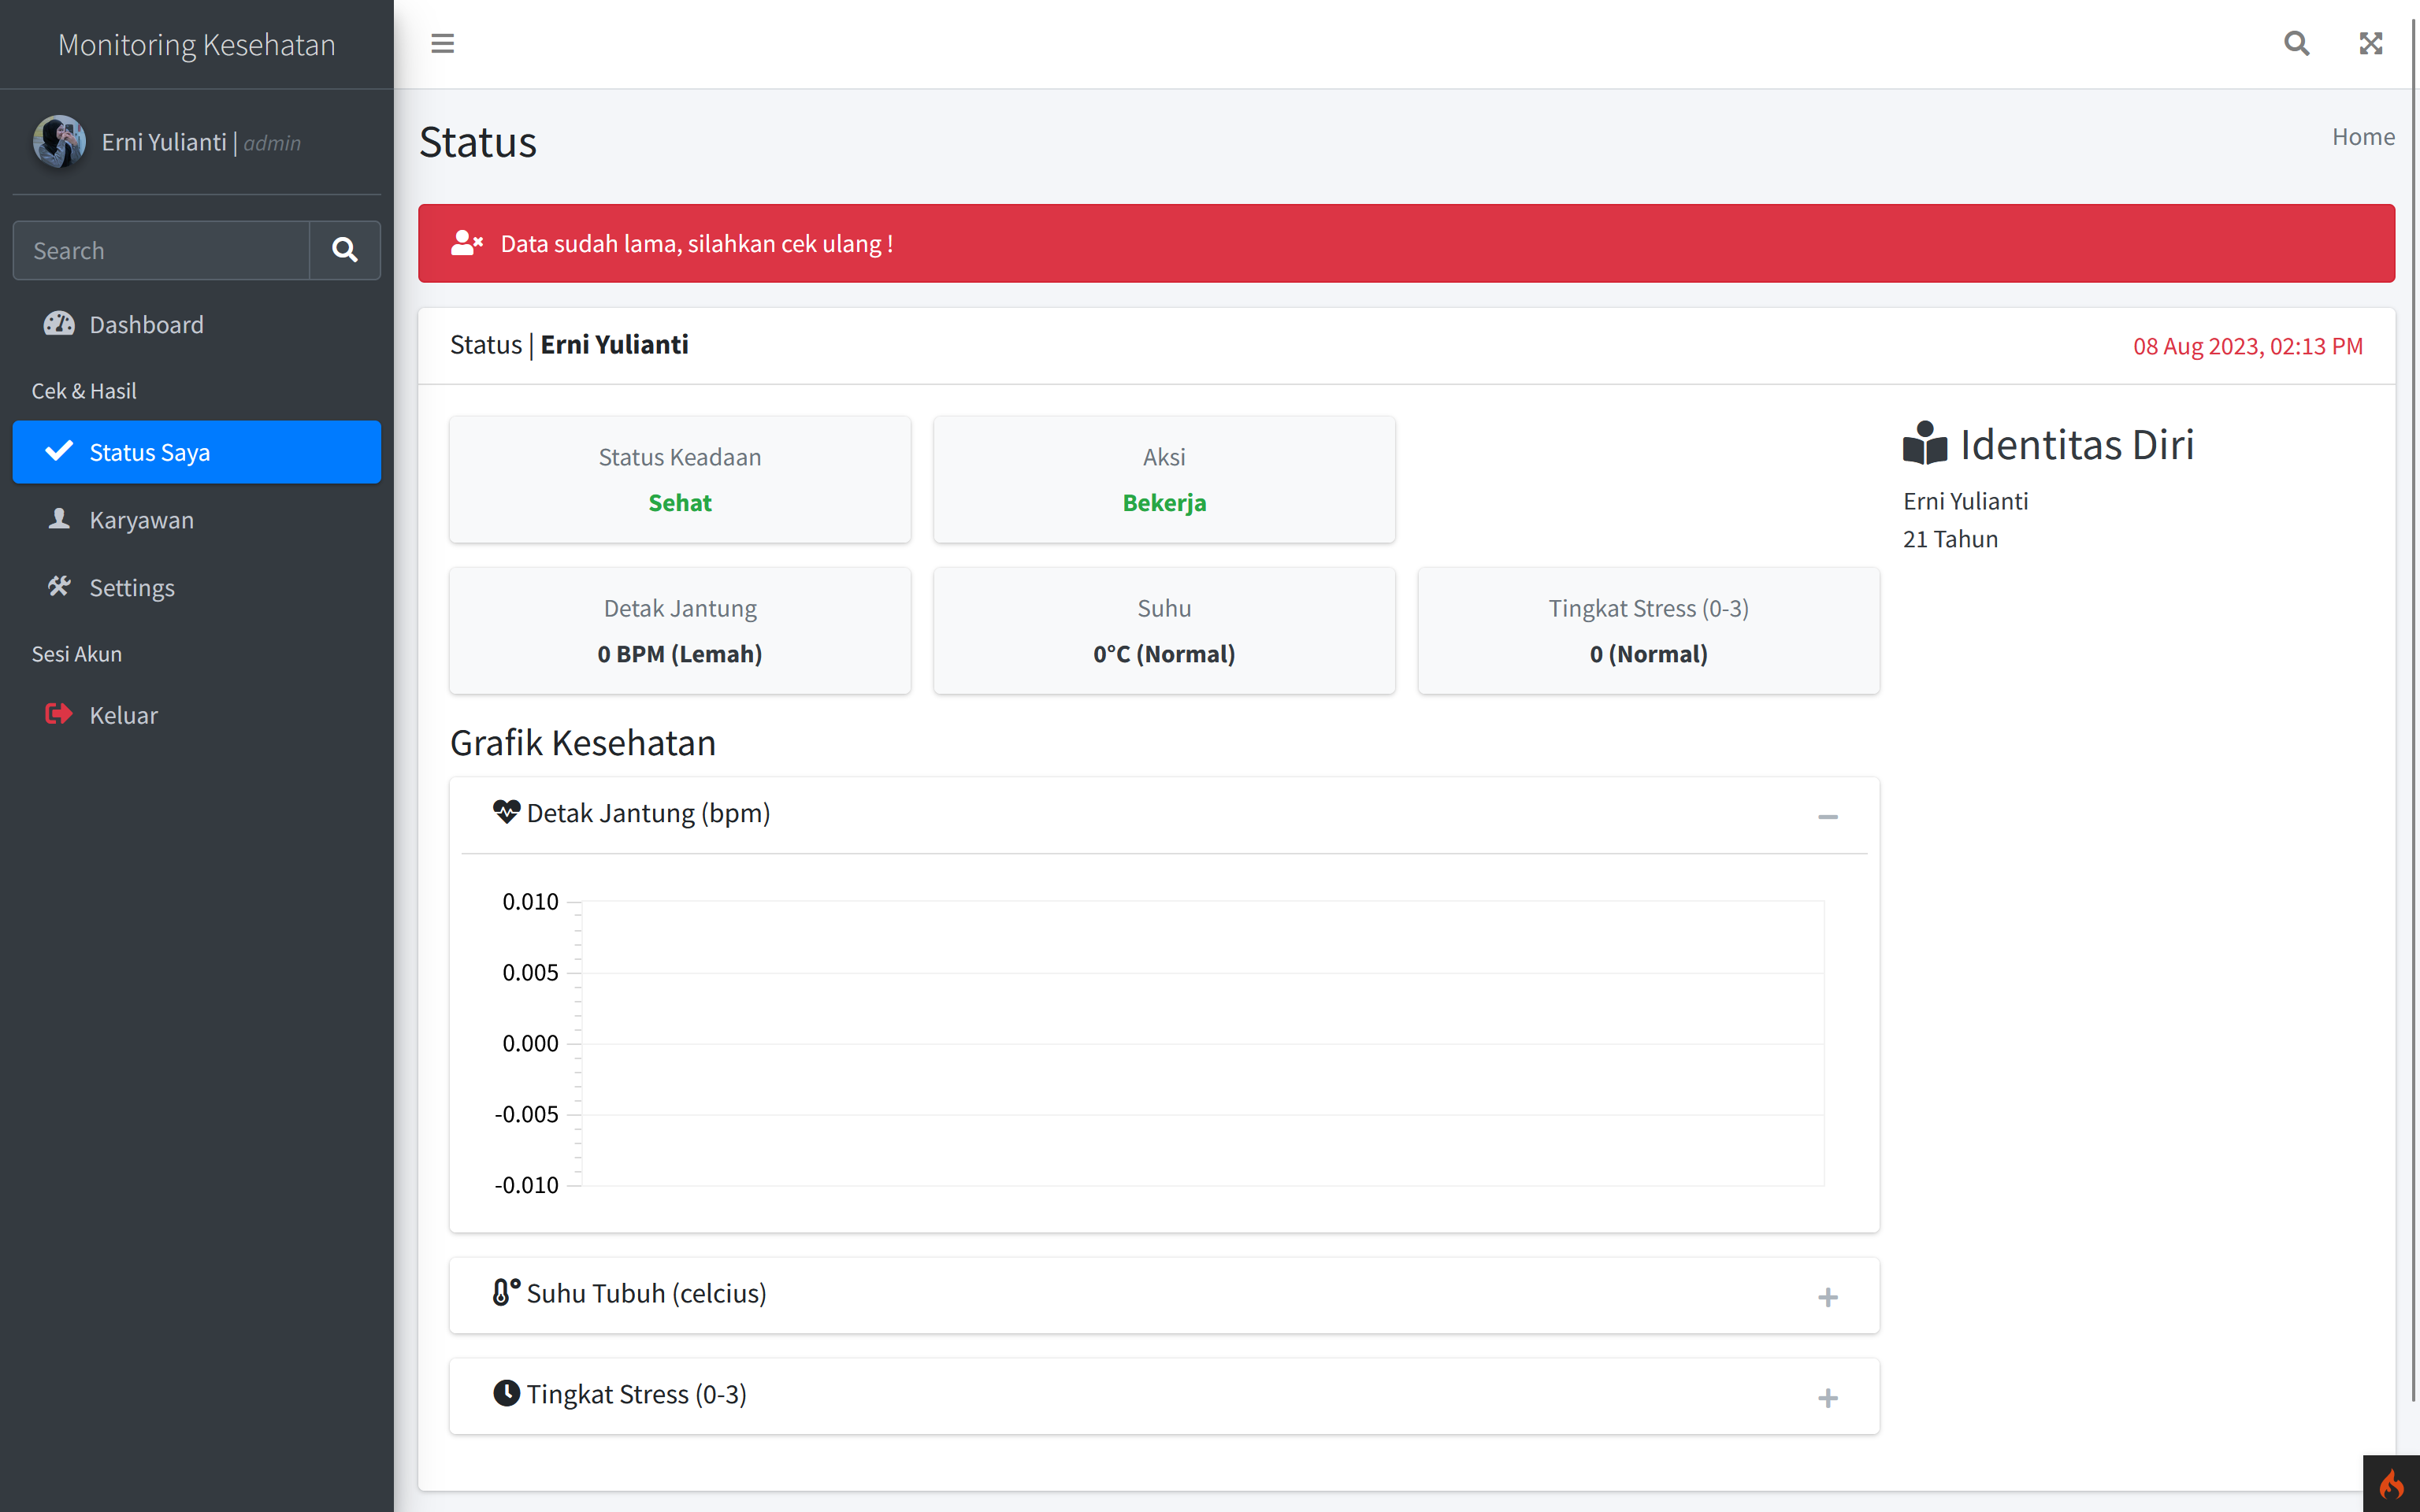 Monitoring Kesehatan
Erni Yulianti | admin
Search
Dashboard
Cek & Hasil
Status Saya
Karyawan
Settings
Sesi Akun
Keluar
Status
Home
Data sudah lama, silahkan cek ulang !
Status | Erni Yulianti
08 Aug 2023, 02:13 PM
Status Keadaan
Sehat
Aksi
Bekerja
Detak Jantung
0 BPM (Lemah)
Suhu
0°C (Normal)
Tingkat Stress (0-3)
0 (Normal)
Identitas Diri
Erni Yulianti
21 Tahun
Grafik Kesehatan
Detak Jantung (bpm)
0.010
0.005
0.000
-0.005
-0.010
Suhu Tubuh (celcius)
Tingkat Stress (0-3)